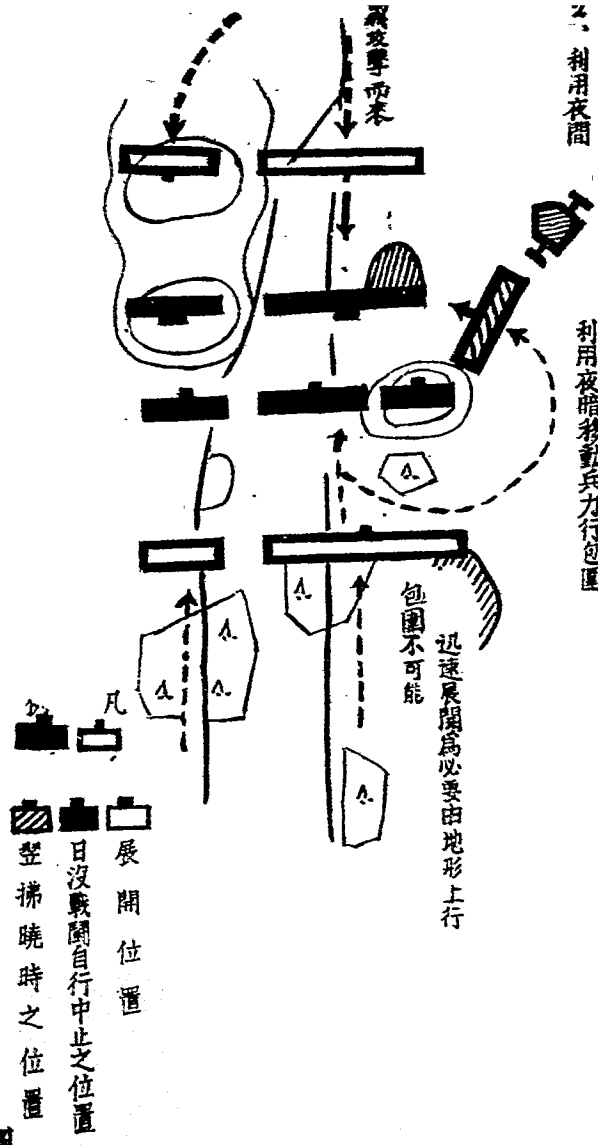 2、利用夜間
攻擊而來
利用夜暗移動兵力行包圍
迅速展開爲必要由地形上行
包圍不可能
凡
展開位置
日沒戰鬪自行中止之位置
翌拂曉時之位置